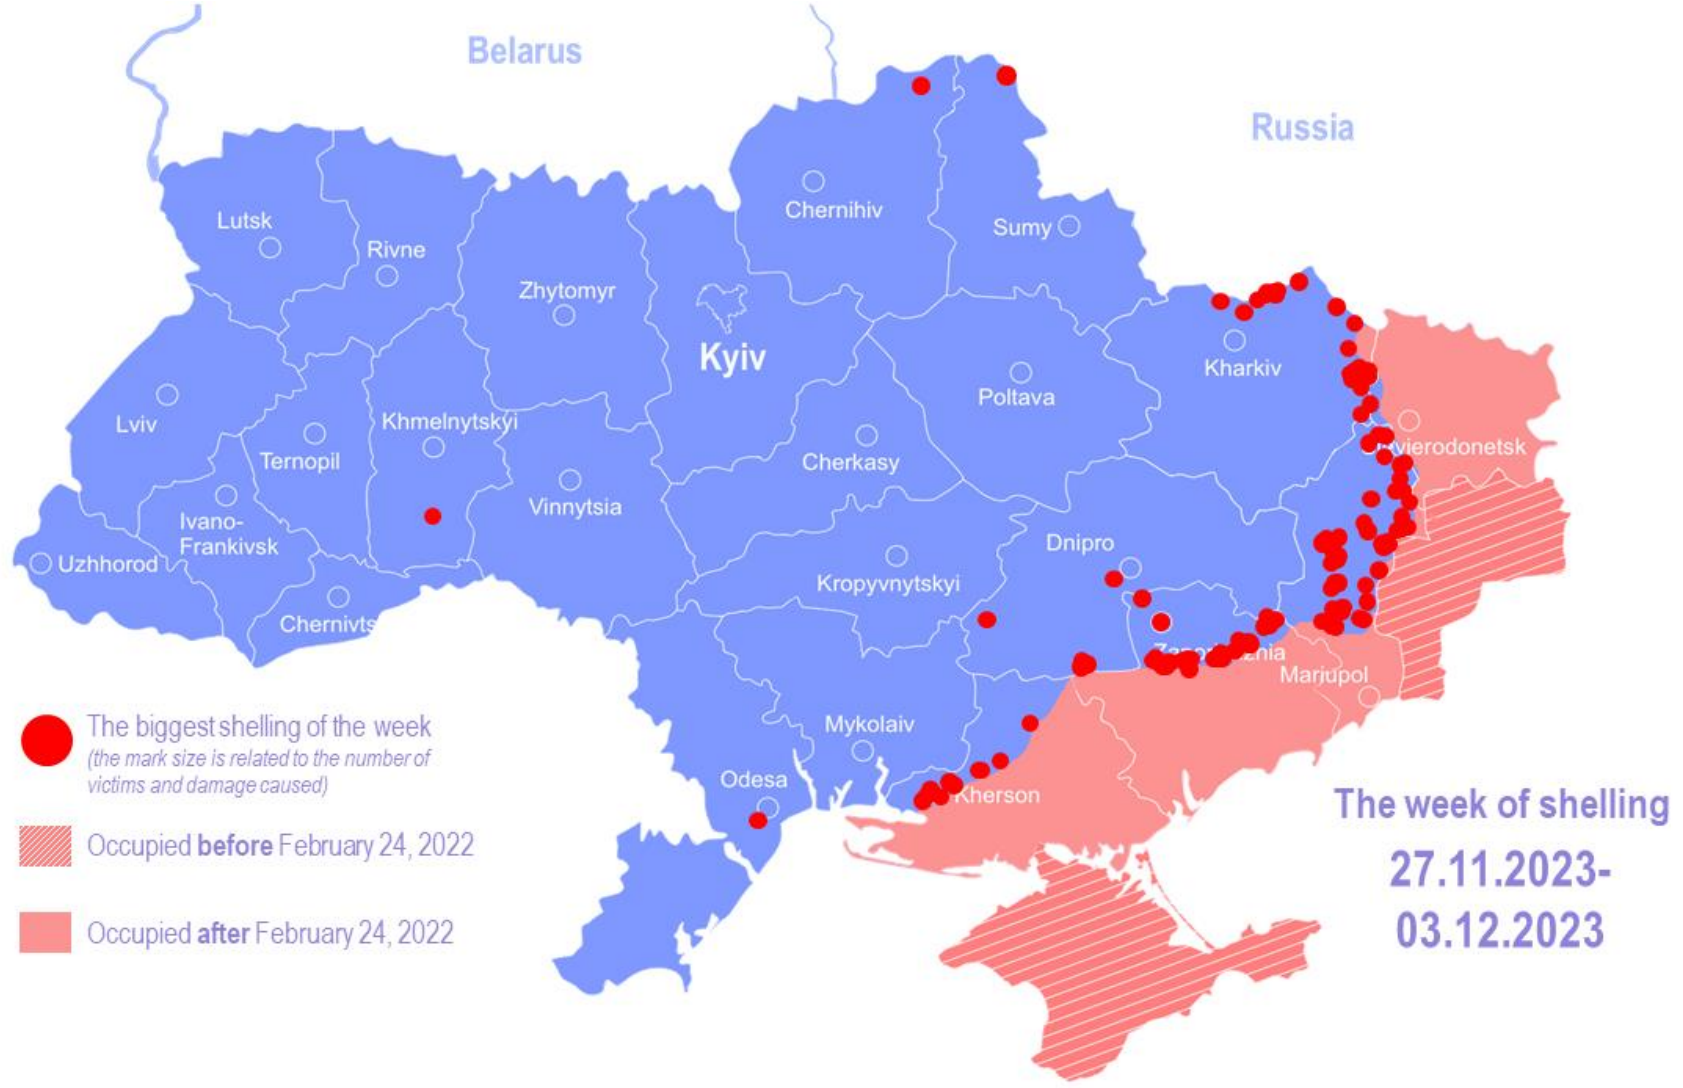 Belarus
Russia
Chernihiv
Lutsk
Sumy
Rivne
Zhytomyr
Kyiv
Kharkiv
Poltava
Lviv
Khmelnytskyi
Ternopil
Cherkasy
vierodonetsk
Vinnytsia
Ivano-
Frankivsk
Dnipro
Uzhhorod
Kropyvnytskyi
Chernivts
Mariupol
The biggest shelling of the week
(the mark size is related to the number of
victims and damage caused)
Mykolaiv
Odesa
Kherson
Occupied before February 24, 2022
Occupied after February 24, 2022
The week of shelling
27.11.2023-
03.12.2023